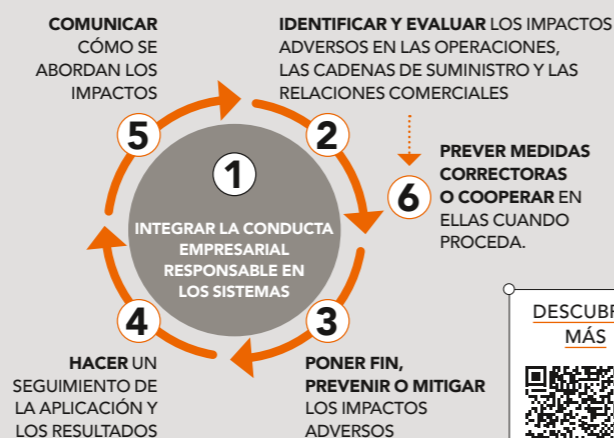 1
INTEGRAR LA CONDUCTA
EMPRESARIAL
RESPONSABLE EN
LOS SISTEMAS
2
IDENTIFICAR Y EVALUAR LOS IMPACTOS
ADVERSOS EN LAS OPERACIONES,
LAS CADENAS DE SUMINISTRO Y LAS
RELACIONES COMERCIALES
3
PONER FIN,
PREVENIR O MITIGAR
LOS IMPACTOS
ADVERSOS
4
HACER UN
SEGUIMIENTO DE
LA APLICACIÓN Y
LOS RESULTADOS
5
COMUNICAR
CÓMO SE
ABORDAN LOS
IMPACTOS
6
PREVER MEDIDAS
CORRECTORAS
O COOPERAR EN
ELLAS CUANDO
PROCEDA.
MÁS